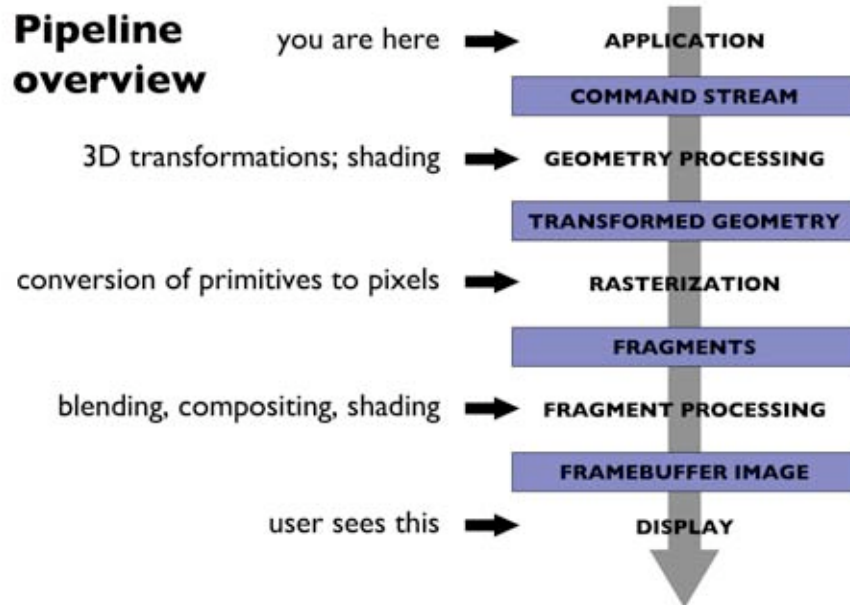 Pipeline
overview
you are here
APPLICATION
COMMAND STREAM
3D transformations; shading
GEOMETRY PROCESSING
TRANSFORMED GEOMETRY
conversion of primitives to pixels
RASTERIZATION
FRAGMENTS
blending, compositing, shading
FRAGMENT PROCESSING
FRAMEBUFFER IMAGE
user sees this
DISPLAY